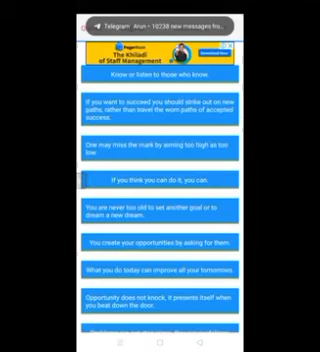 Telegram Arun • 10238 new messages fro...
PagarBook
The Khiladi
of Staff Management
Know or listen to those who know.
If you want to succeed you should strike out on new
paths, rather than travel the worn paths of accepted
success.
One may miss the mark by aiming too high as too
low.
If you think you can do it, you can.
You are never too old to set another goal or to
dream a new dream.
You create your opportunities by asking for them.
What you do today can improve all your tomorrows.
Opportunity does not knock, it presents itself when
you beat down the door.